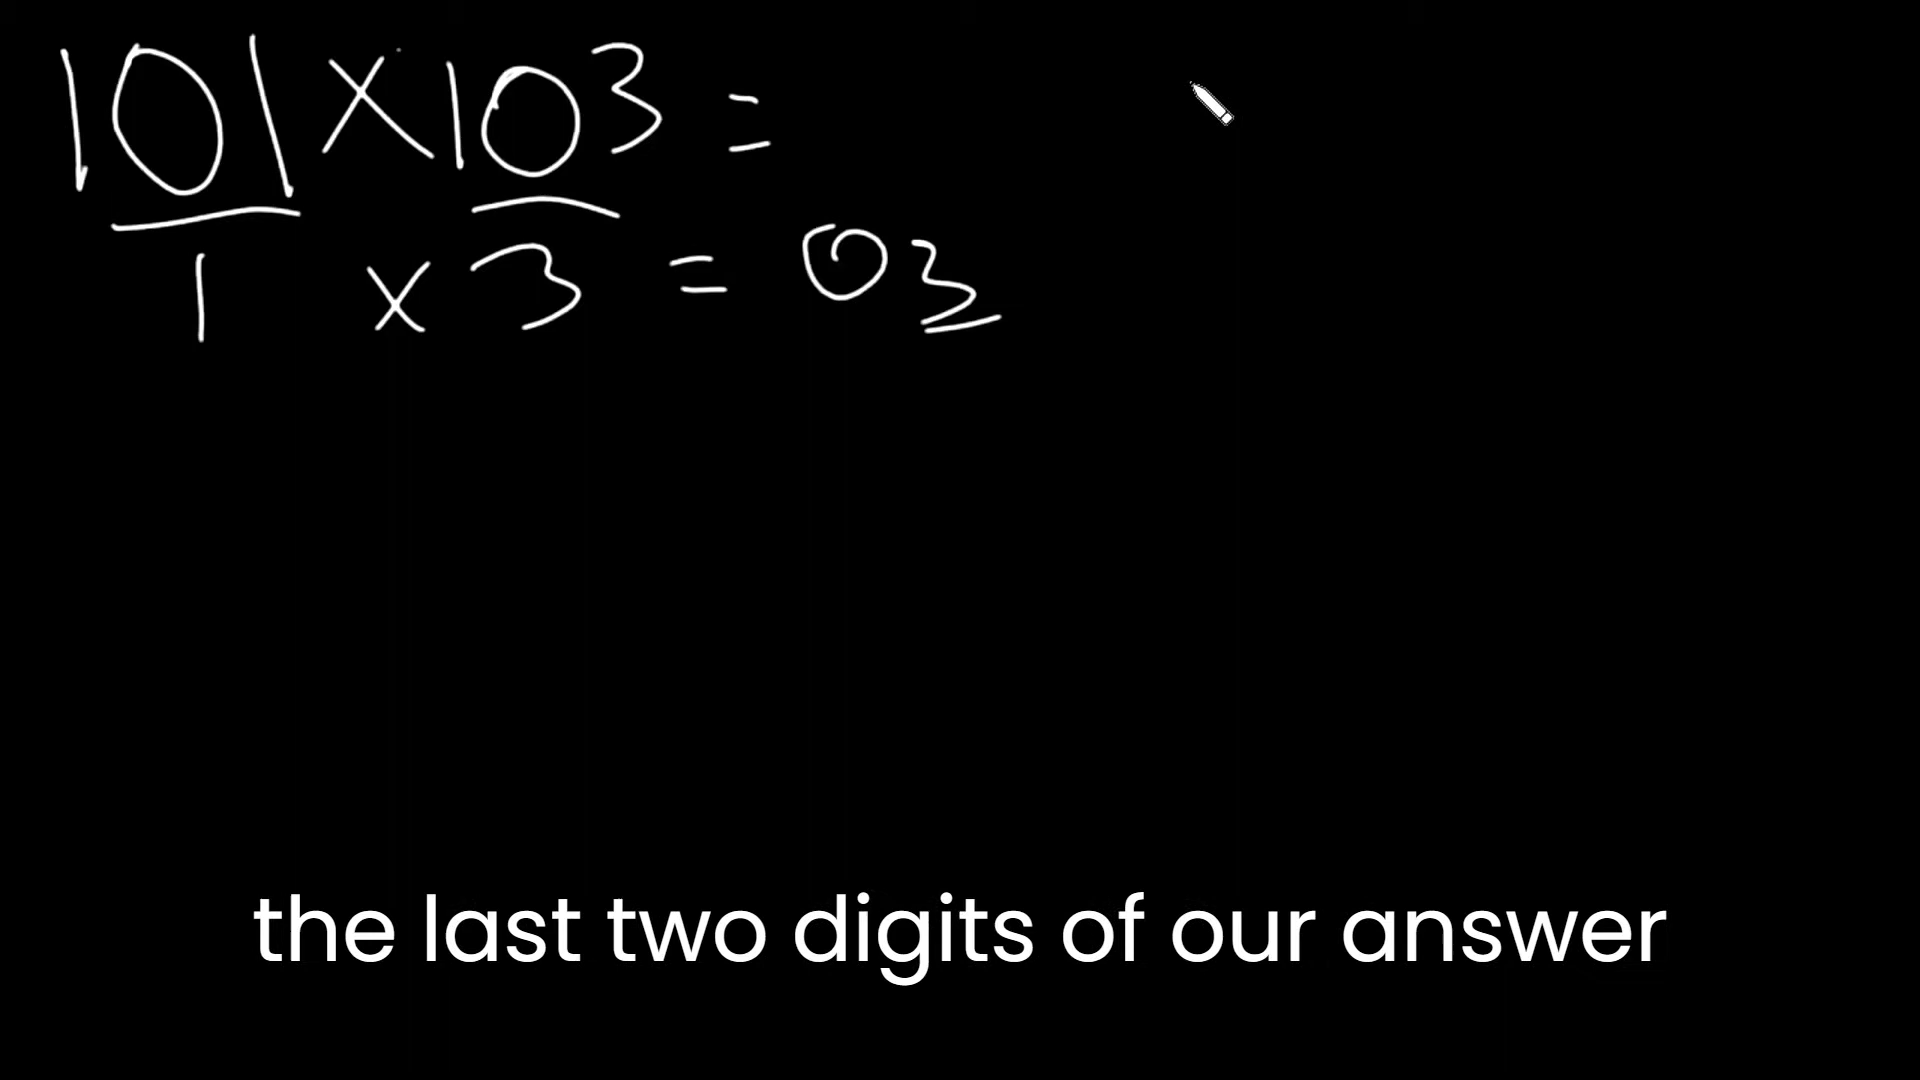 101 x 103 =
1 x 3 = 03
the last two digits of our answer